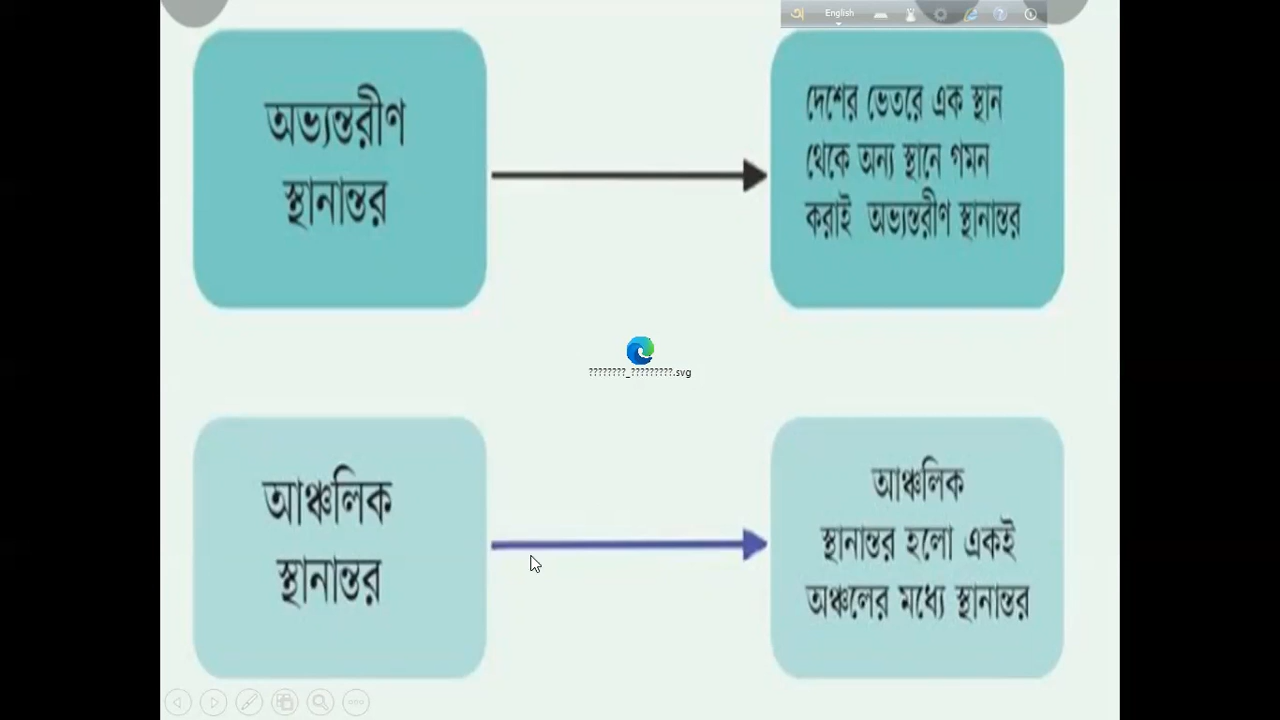 English
অভ্যন্তরীণ
স্থানান্তর
দেশের ভেতরে এক স্থান
থেকে অন্য স্থানে গমন
করাই অভ্যন্তরীণ স্থানান্তর
????????_?????????.svg
আঞ্চলিক
স্থানান্তর
আঞ্চলিক
স্থানান্তর হলো একই
অঞ্চলের মধ্যে স্থানান্তর